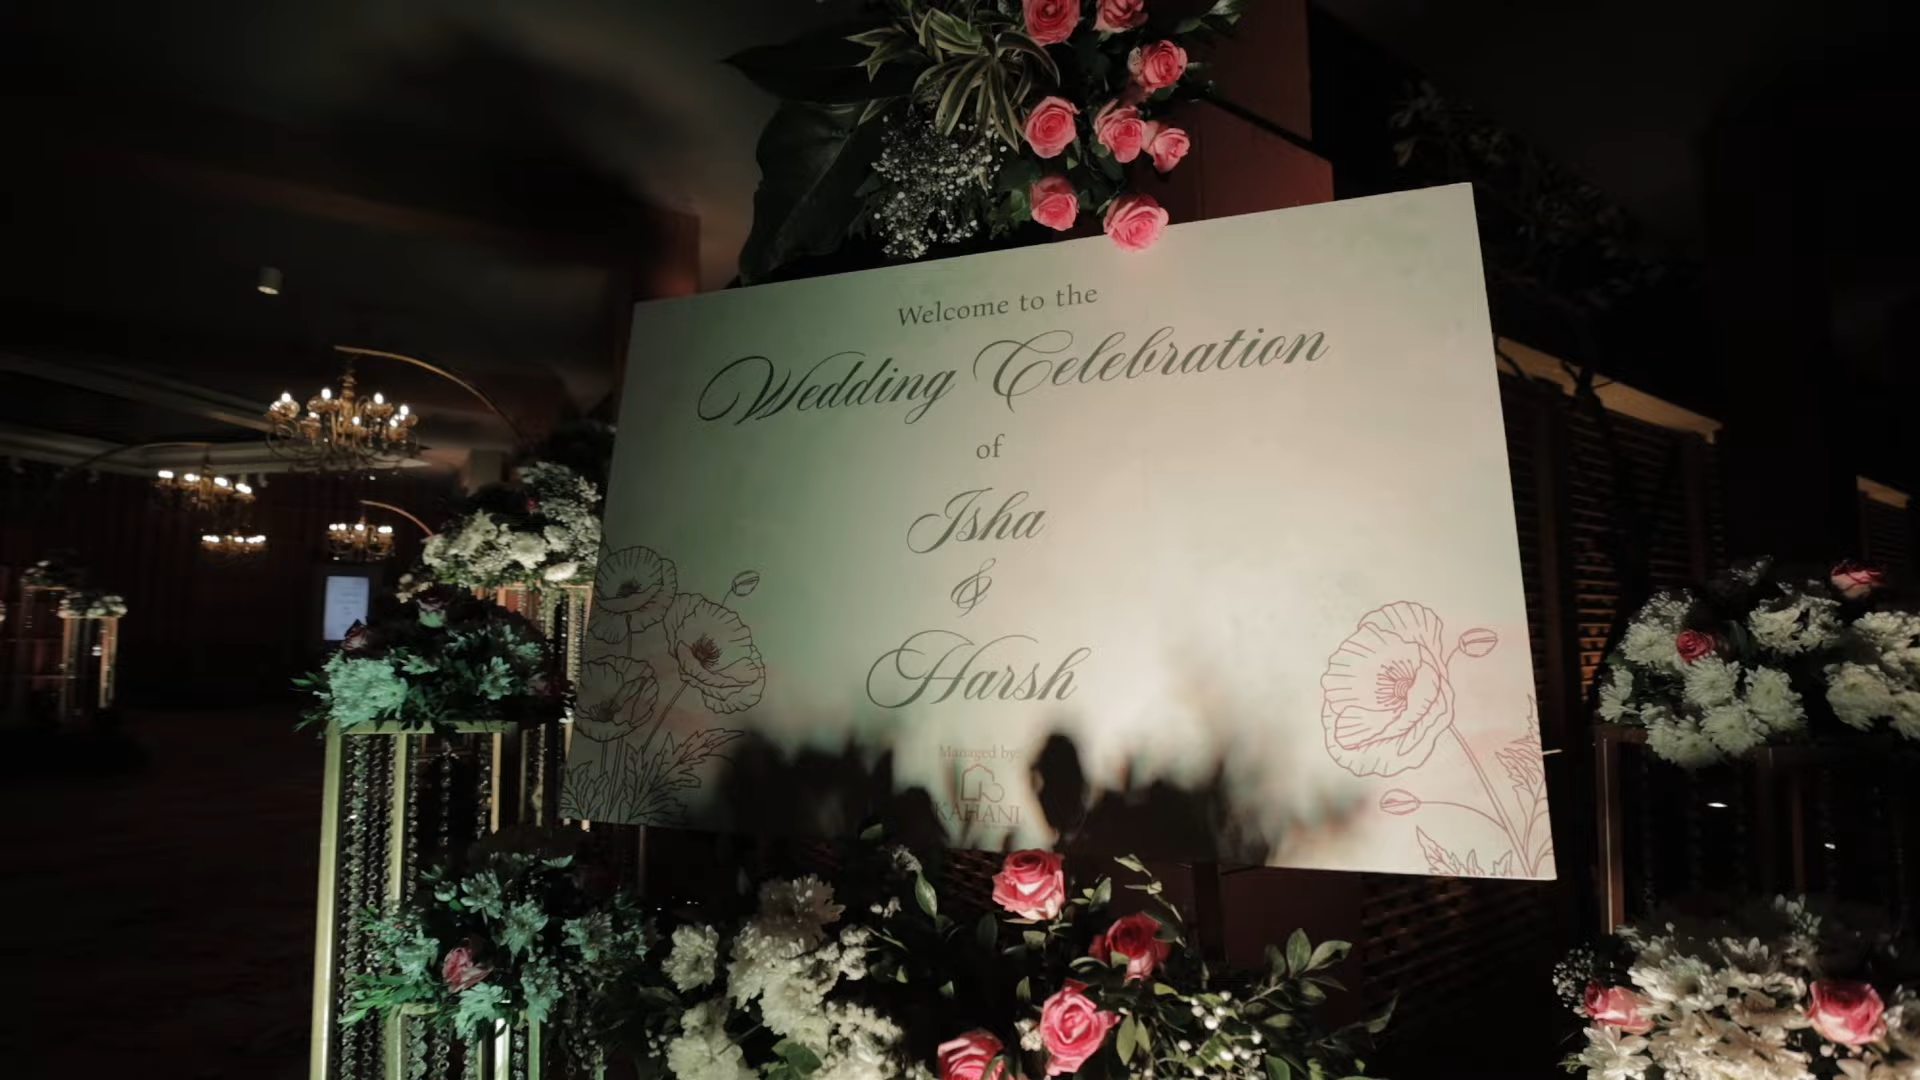 Welcome to the
Wedding Celebration
of
Isha
&
Harsh
Managed by:
KAHANI